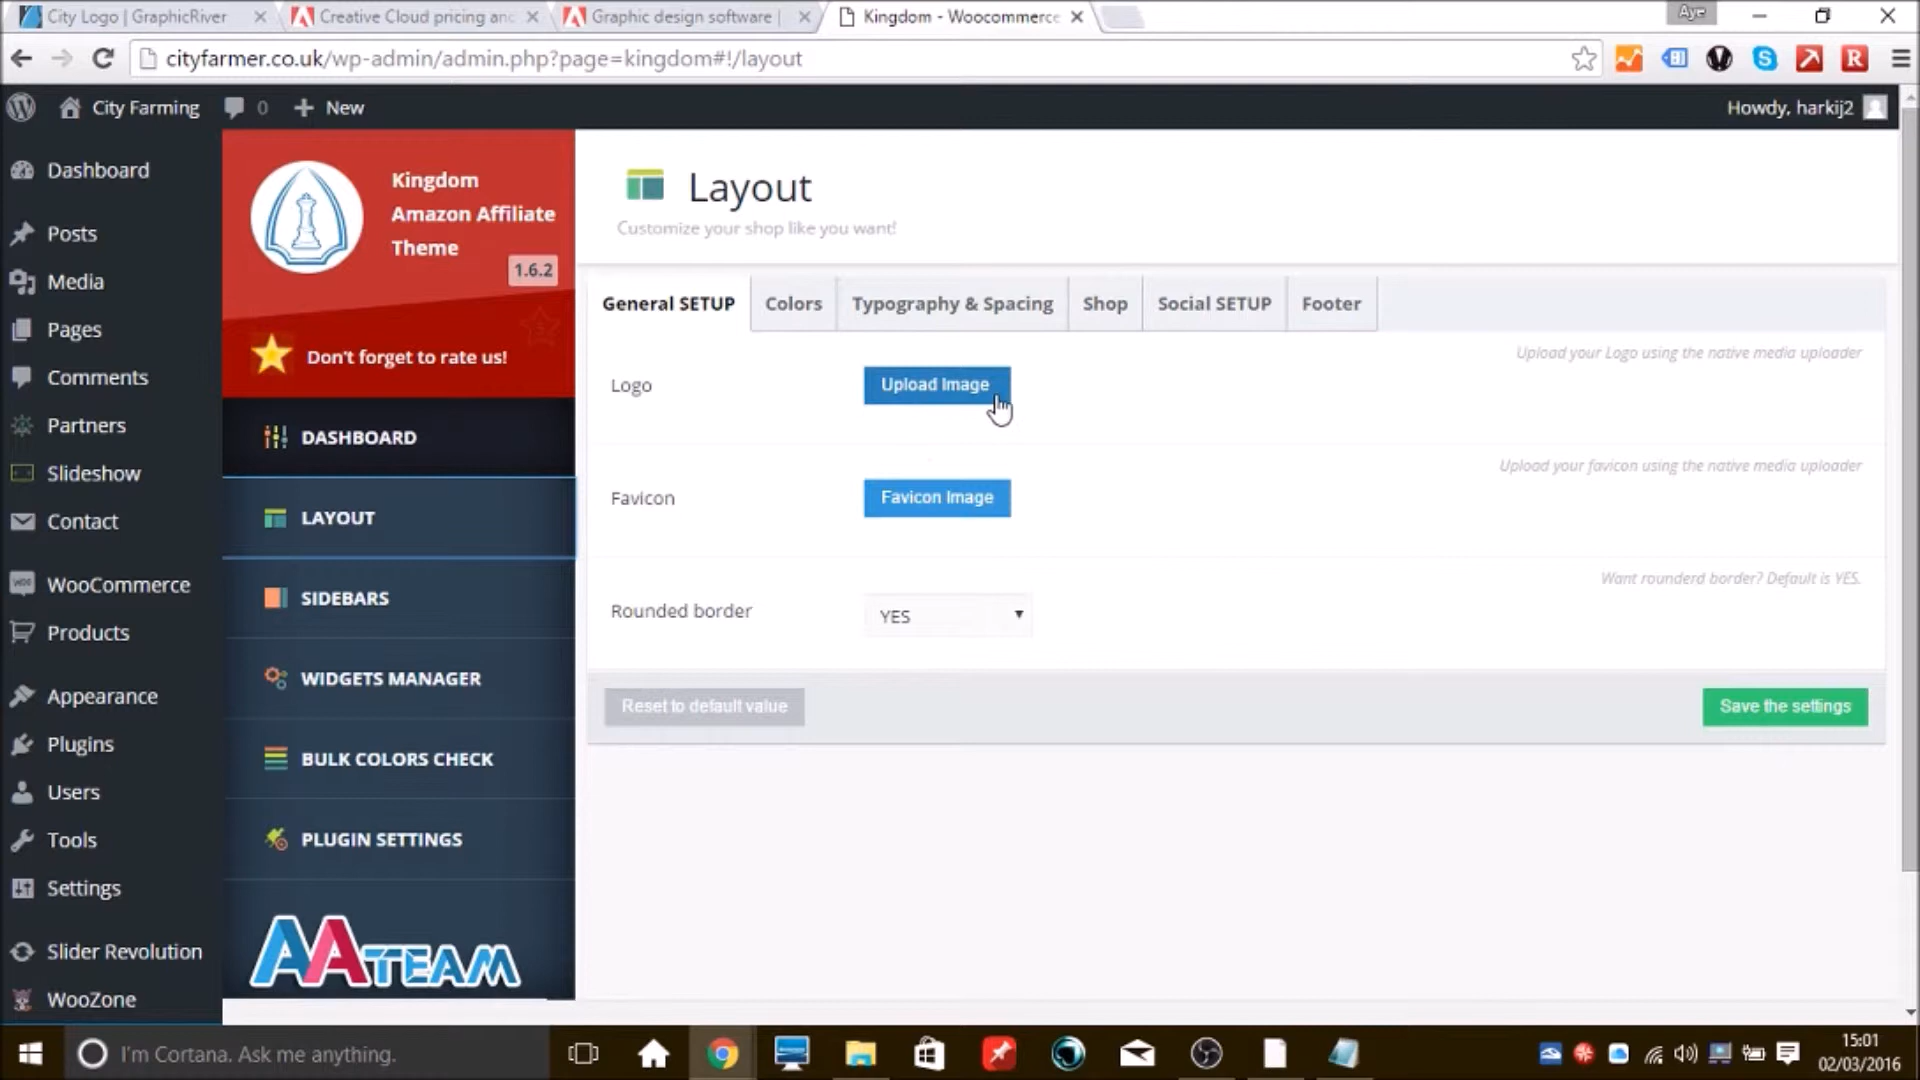 City Logo | GraphicRiver
Creative Cloud pricing and
Graphic design software |
Kingdom - Woocommerce
Aye
cityfarmer.co.uk/wp-admin/admin.php?page=kingdom#!/layout
City Farming
0
New
Howdy, harkij2
Dashboard
Posts
Media
Pages
Comments
Partners
Slideshow
Contact
WooCommerce
Products
Appearance
Plugins
Users
Tools
Settings
Slider Revolution
WooZone
Kingdom
Amazon Affiliate
Theme
1.6.2
Don't forget to rate us!
DASHBOARD
LAYOUT
SIDEBARS
WIDGETS MANAGER
BULK COLORS CHECK
PLUGIN SETTINGS
AA TEAM
Layout
Customize your shop like you want!
General SETUP
Colors
Typography & Spacing
Shop
Social SETUP
Footer
Upload your Logo using the native media uploader
Logo
Upload Image
Upload your favicon using the native media uploader
Favicon
Favicon Image
Want rounderd border? Default is YES.
Rounded border
YES
Reset to default value
Save the settings
I'm Cortana. Ask me anything.
15:01
02/03/2016